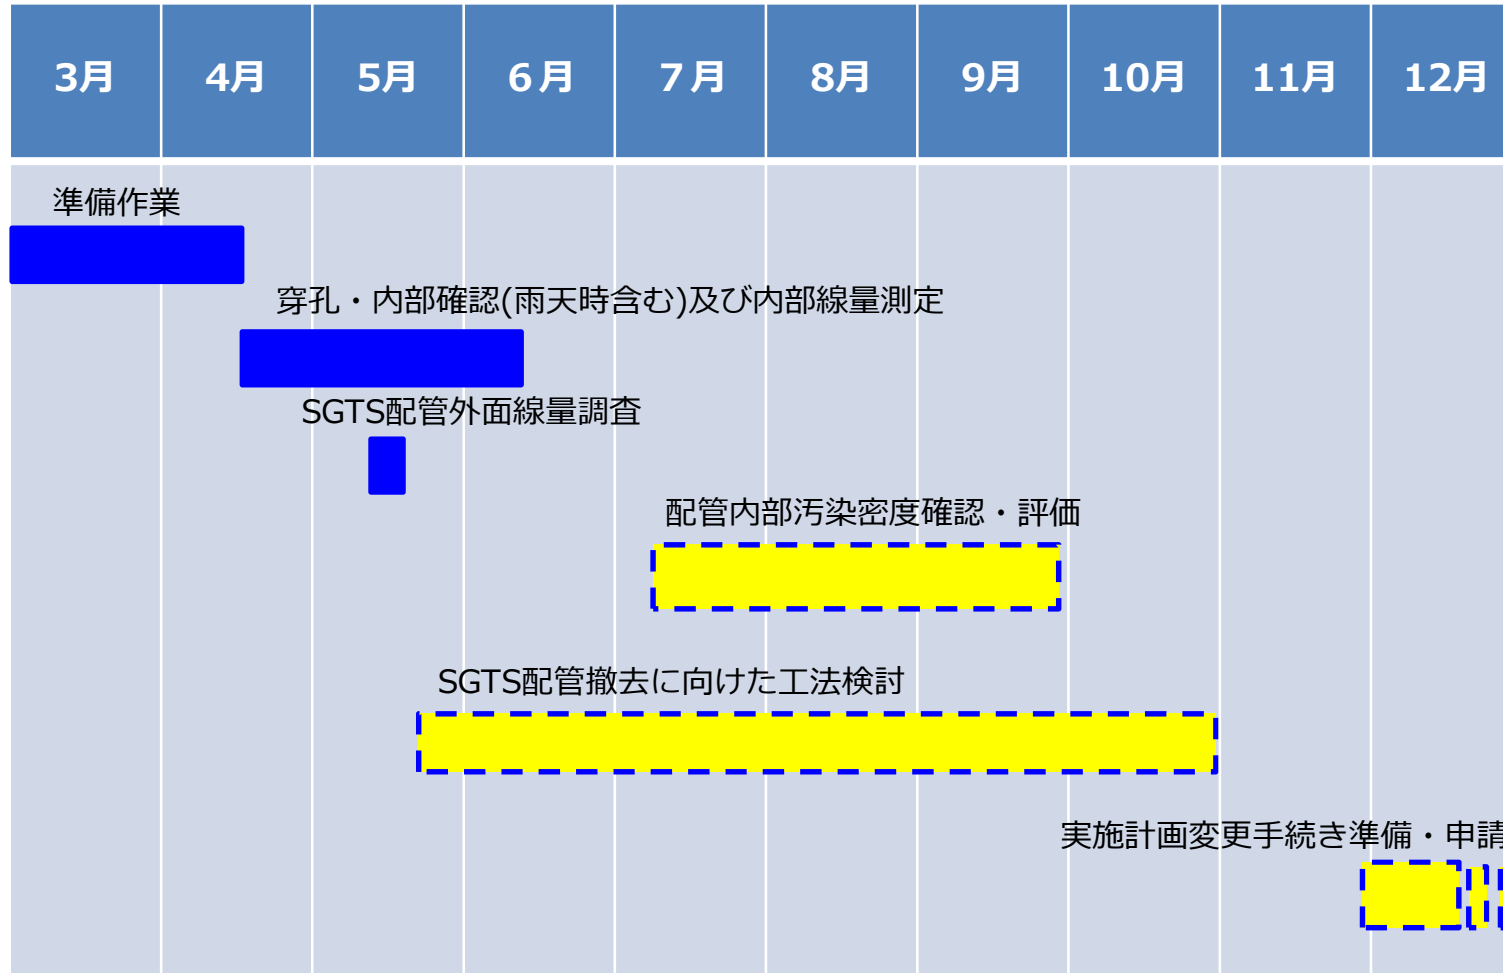 3月 4月 5月 6月 7月 8月 9月 10月 11月 12月
準備作業
穿孔・内部確認(雨天時含む)及び内部線量測定
SGTS配管外面線量調査
配管内部汚染密度確認・評価
SGTS配管撤去に向けた工法検討
実施計画変更手続き準備・申請